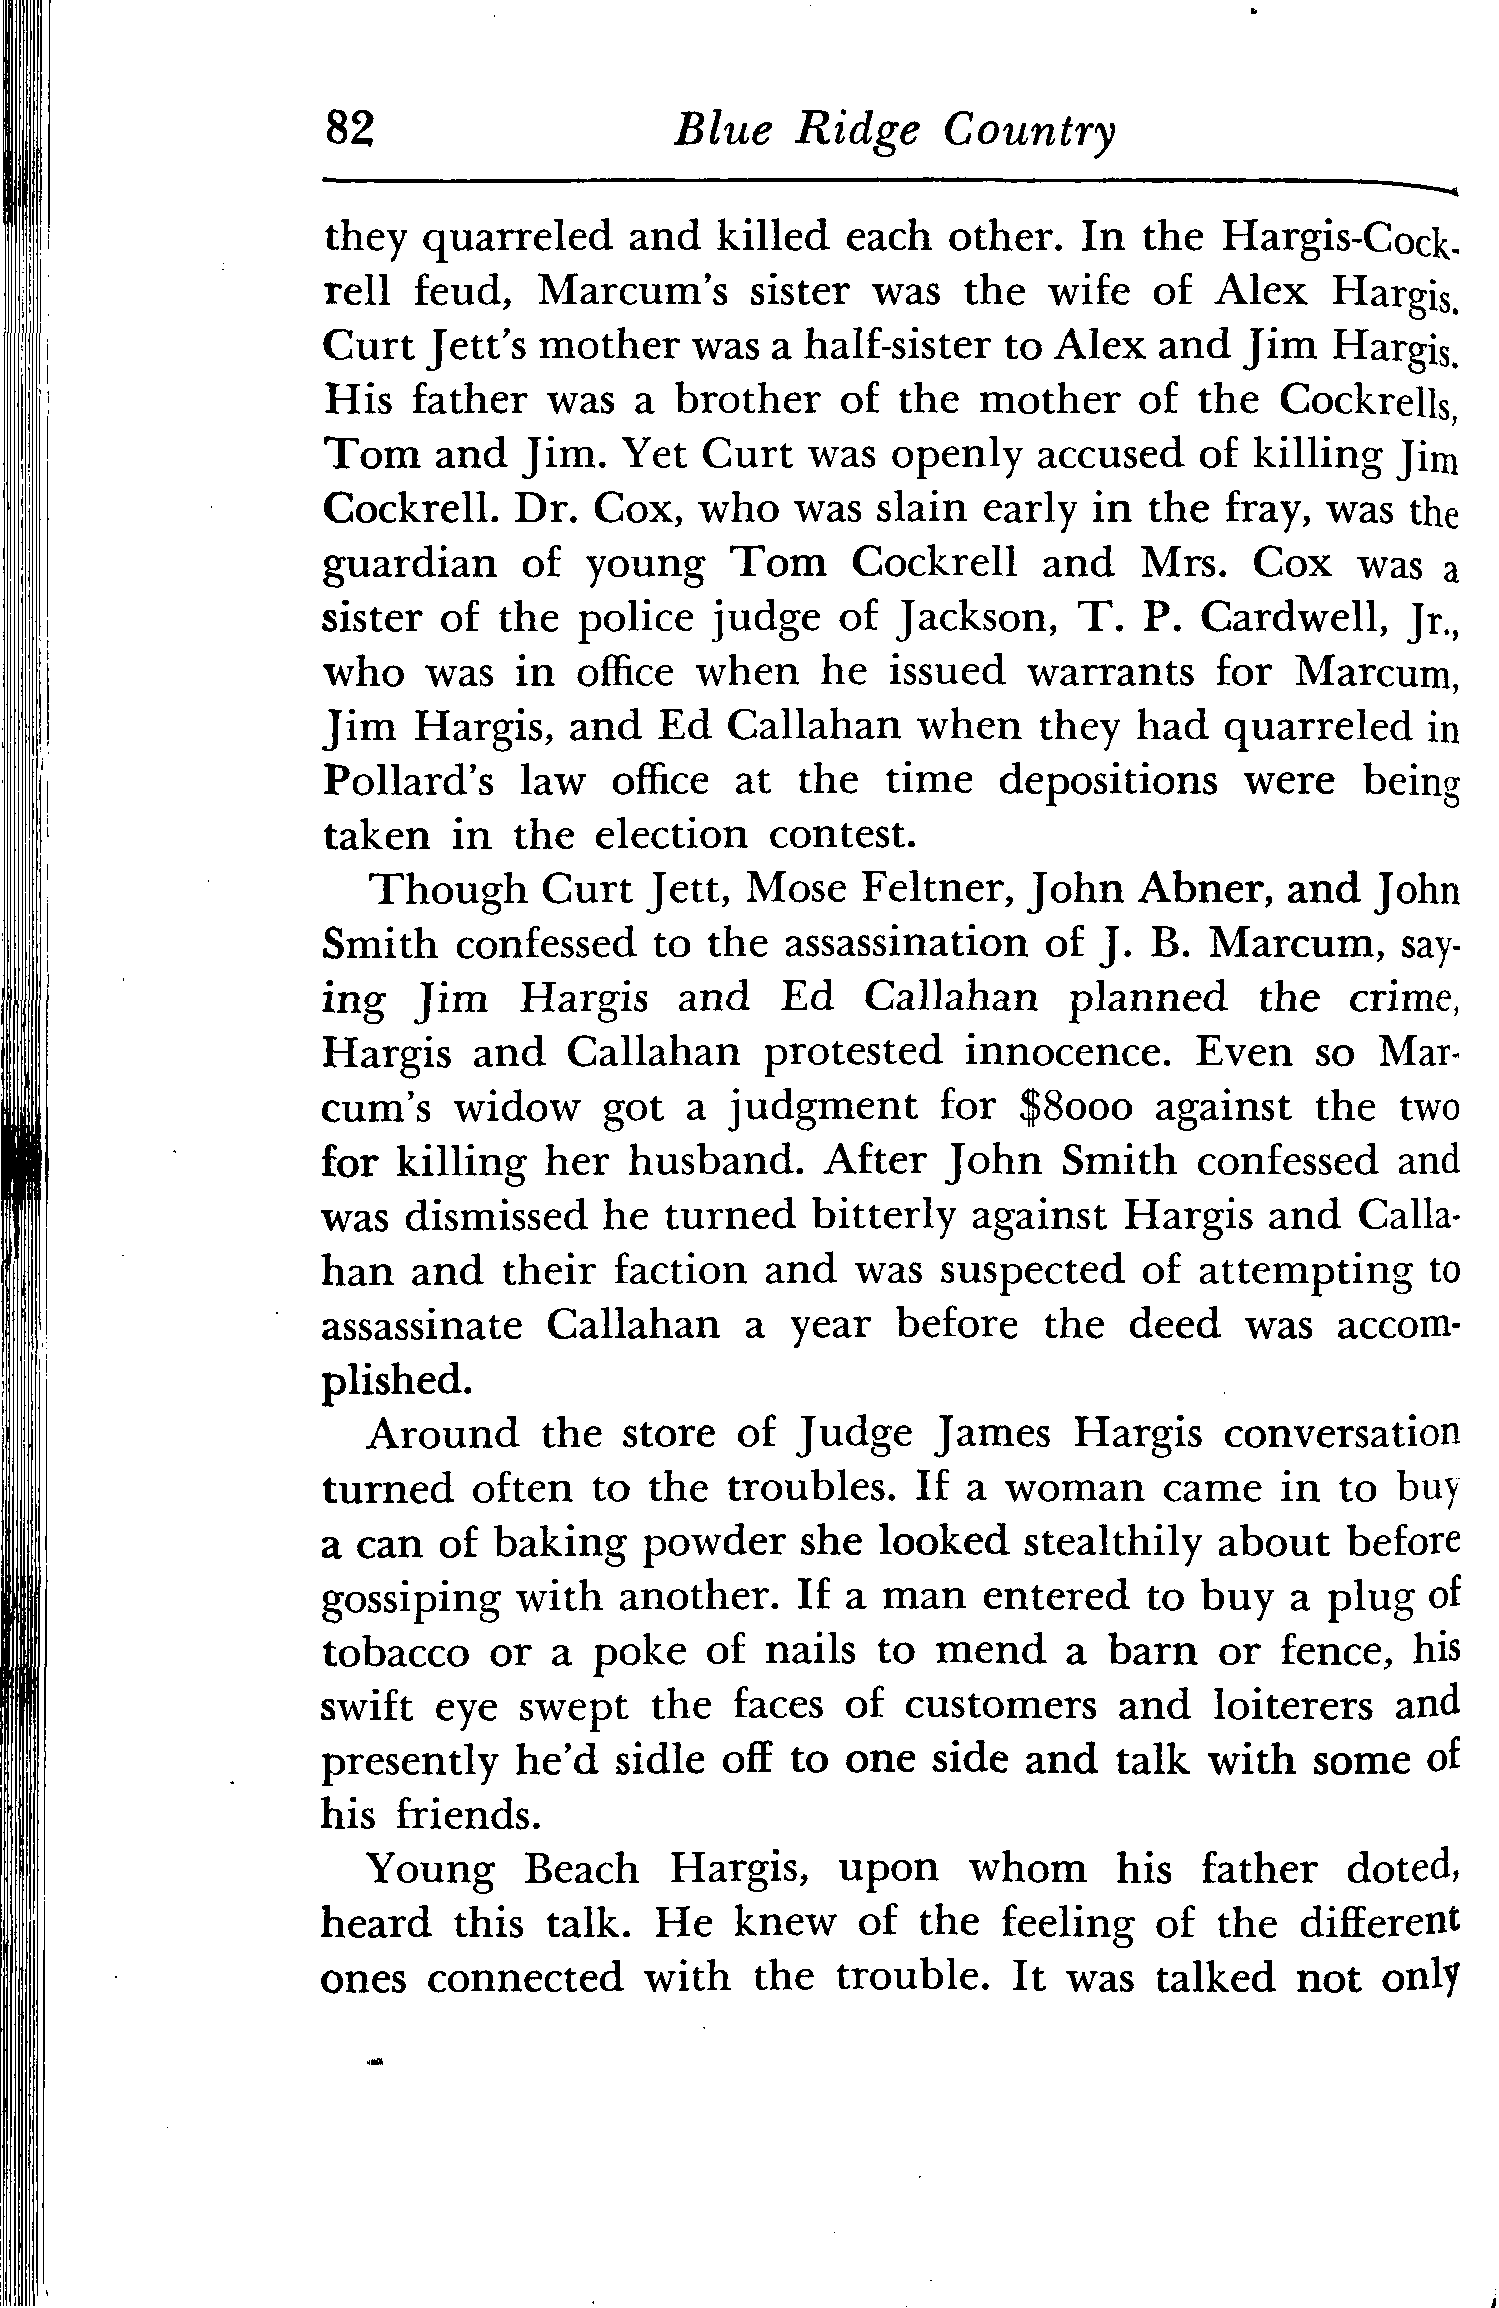 82 Blue Ridge Country
they quarreled and killed each other. In the Hargis-Cock-
rell feud, Marcum's sister was the wife of Alex Hargis.
Curt Jett's mother was a half-sister to Alex and Jim Hargis.
His father was a brother of the mother of the Cockrells,
Tom and Jim. Yet Curt was openly accused of killing Jim
Cockrell. Dr. Cox, who was slain early in the fray, was the
guardian of young Tom Cockrell and Mrs. Cox was a
sister of the police judge of Jackson, T. P. Cardwell, Jr.,
who was in office when he issued warrants for Marcum,
Jim Hargis, and Ed Callahan when they had quarreled in
Pollard's law office at the time depositions were being
taken in the election contest.
Though Curt Jett, Mose Feltner, John Abner, and John
Smith confessed to the assassination of J. B. Marcum, say-
ing Jim Hargis and Ed Callahan planned the crime,
Hargis and Callahan protested innocence. Even so Mar-
cum's widow got a judgment for $8000 against the two
for killing her husband. After John Smith confessed and
was dismissed he turned bitterly against Hargis and Calla-
han and their faction and was suspected of attempting to
assassinate Callahan a year before the deed was accom-
plished.
Around the store of Judge James Hargis conversation
turned often to the troubles. If a woman came in to buy
a can of baking powder she looked stealthily about before
gossiping with another. If a man entered to buy a plug of
tobacco or a poke of nails to mend a barn or fence, his
swift eye swept the faces of customers and loiterers and
presently he'd sidle off to one side and talk with some of
his friends.
Young Beach Hargis, upon whom his father doted,
heard this talk. He knew of the feeling of the different
ones connected with the trouble. It was talked not only